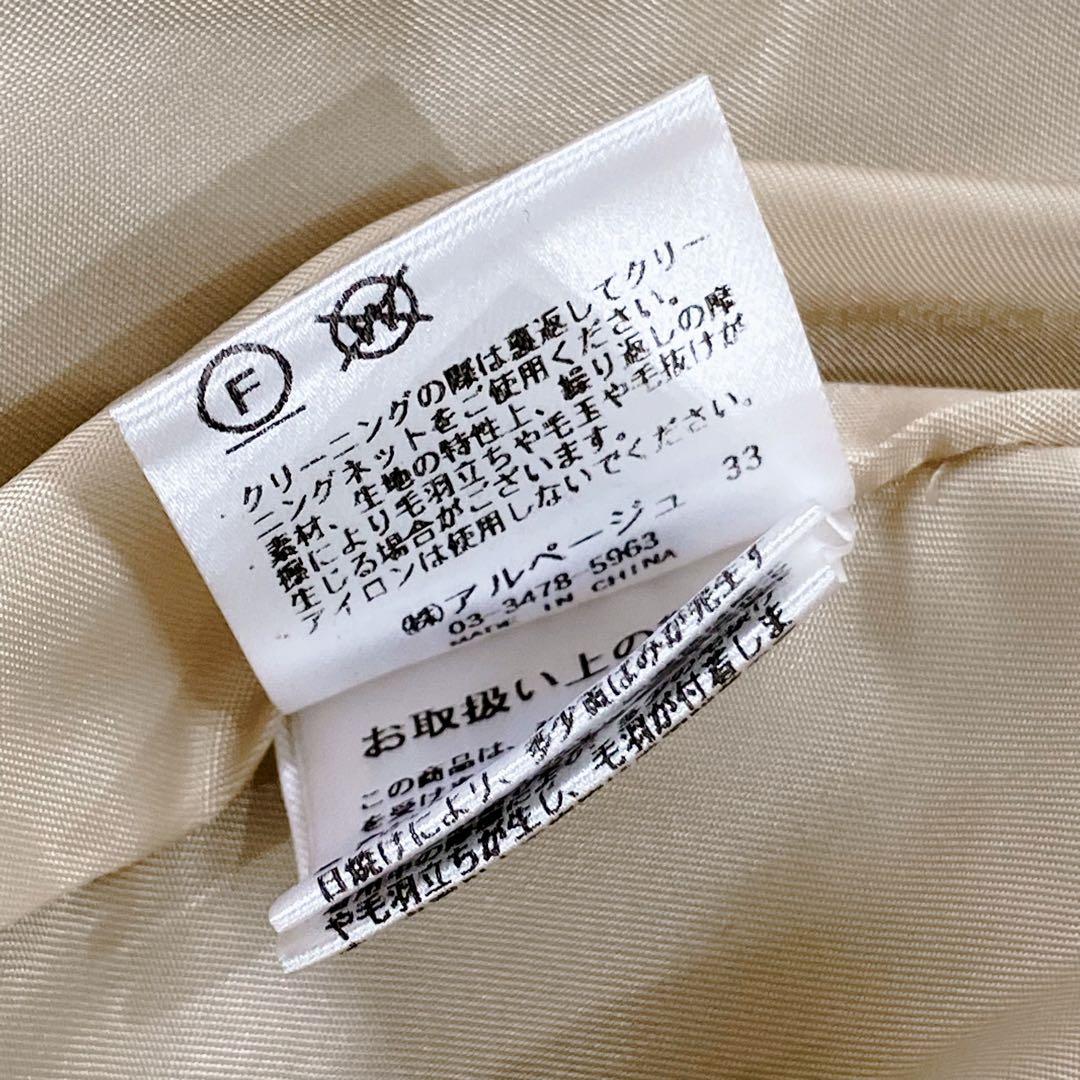 F W
クリーニングの際は裏返してクリー
ニングネットをご使用ください。
素材、生地の特性上、繰り返しの摩
擦により毛羽立ちや毛玉や毛抜けが
生じる場合がございます。
アイロンは使用しないでください。
(株)アルページュ 33
03-3478-5963
MADE IN CHINA
お取扱い上の
この商品は、
を受け
日焼けにより、多少
や毛羽立ちが生じ、毛羽が付着しま